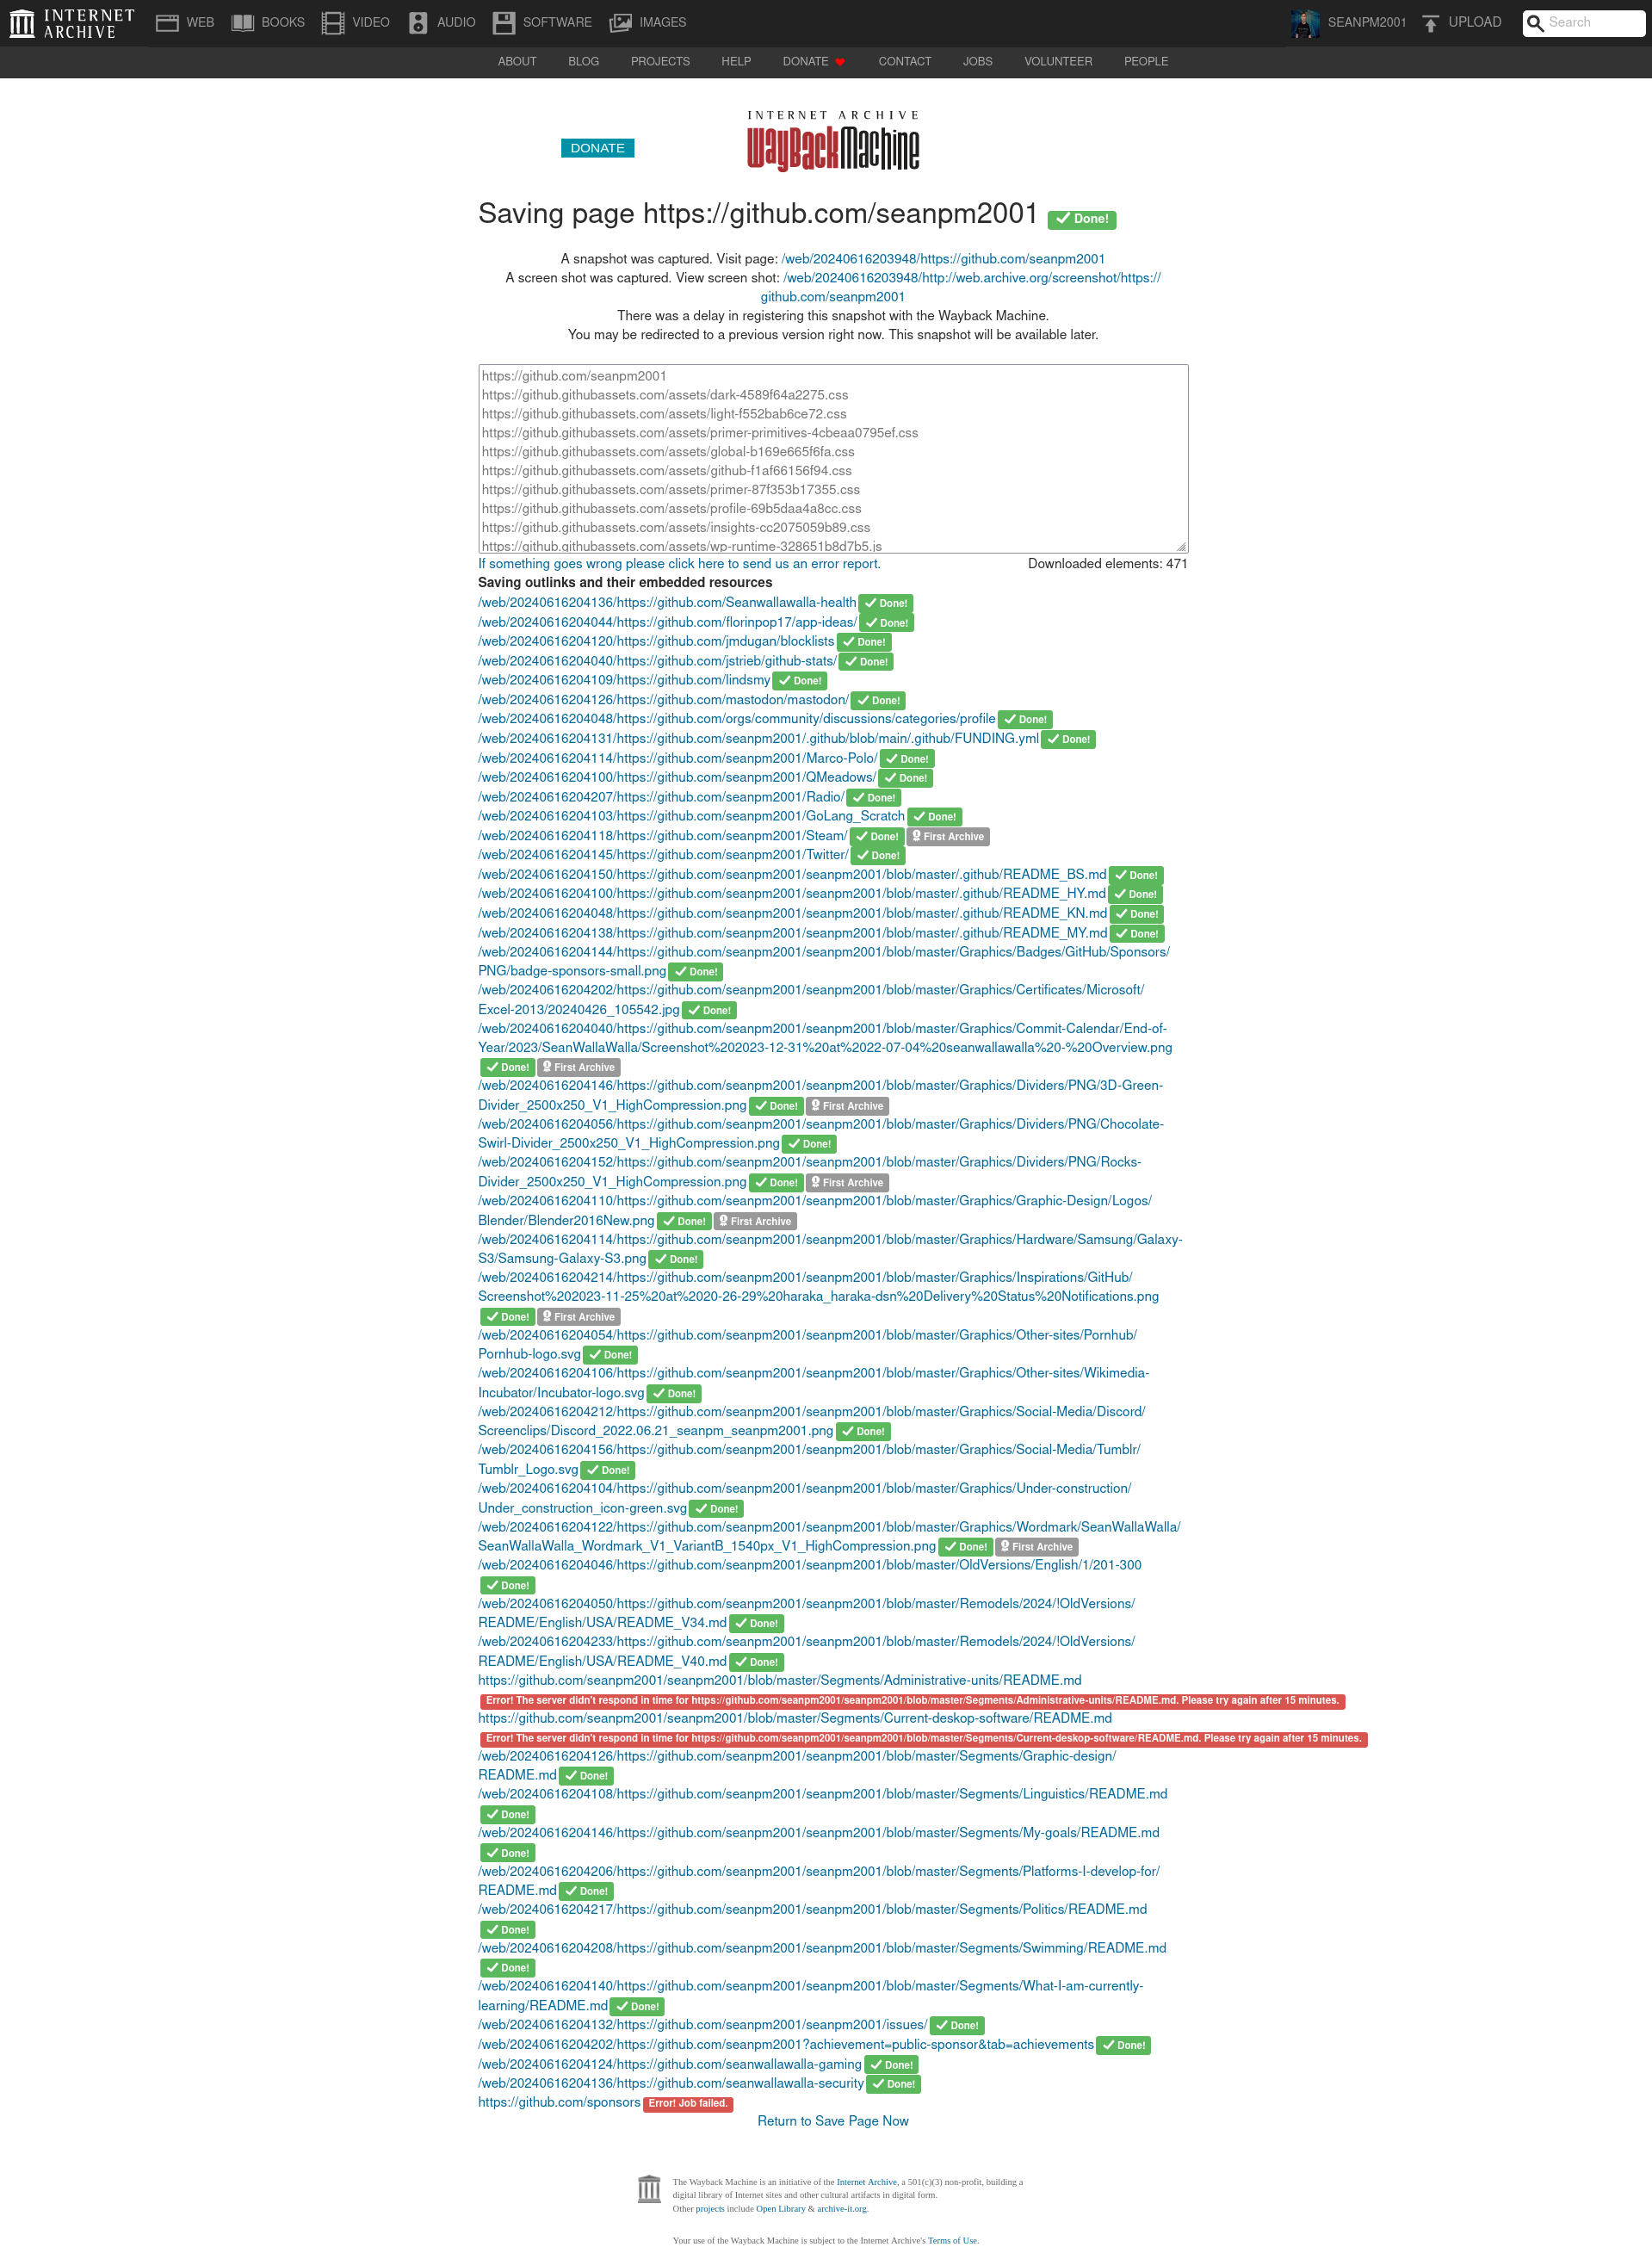 INTERNET ARCHIVE WEB BOOKS VIDEO AUDIO SOFTWARE IMAGES SEANPM2001 UPLOAD Search
ABOUT BLOG PROJECTS HELP DONATE CONTACT JOBS VOLUNTEER PEOPLE
INTERNET ARCHIVE
DONATE WayBackMachine
Saving page https://github.com/seanpm2001 Done!
A snapshot was captured. Visit page: /web/20240616203948/https://github.com/seanpm2001
A screen shot was captured. View screen shot: /web/20240616203948/http://web.archive.org/screenshot/https://
github.com/seanpm2001
There was a delay in registering this snapshot with the Wayback Machine.
You may be redirected to a previous version right now. This snapshot will be available later.
https://github.com/seanpm2001
https://github.githubassets.com/assets/dark-4589f64a2275.css
https://github.githubassets.com/assets/light-f552bab6ce72.css
https://github.githubassets.com/assets/primer-primitives-4cbeaa0795ef.css
https://github.githubassets.com/assets/global-b169e665f6fa.css
https://github.githubassets.com/assets/github-f1af66156f94.css
https://github.githubassets.com/assets/primer-87f353b17355.css
https://github.githubassets.com/assets/profile-69b5daa4a8cc.css
https://github.githubassets.com/assets/insights-cc2075059b89.css
https://github.githubassets.com/assets/wp-runtime-328651b8d7b5.js
If something goes wrong please click here to send us an error report. Downloaded elements: 471
Saving outlinks and their embedded resources
/web/20240616204136/https://github.com/Seanwallawalla-health Done!
/web/20240616204044/https://github.com/florinpop17/app-ideas/ Done!
/web/20240616204120/https://github.com/jmdugan/blocklists Done!
/web/20240616204040/https://github.com/jstrieb/github-stats/ Done!
/web/20240616204109/https://github.com/lindsmy Done!
/web/20240616204126/https://github.com/mastodon/mastodon/ Done!
/web/20240616204048/https://github.com/orgs/community/discussions/categories/profile Done!
/web/20240616204131/https://github.com/seanpm2001/.github/blob/main/.github/FUNDING.yml Done!
/web/20240616204114/https://github.com/seanpm2001/Marco-Polo/ Done!
/web/20240616204100/https://github.com/seanpm2001/QMeadows/ Done!
/web/20240616204207/https://github.com/seanpm2001/Radio/ Done!
/web/20240616204103/https://github.com/seanpm2001/GoLang_Scratch Done!
/web/20240616204118/https://github.com/seanpm2001/Steam/ Done! First Archive
/web/20240616204145/https://github.com/seanpm2001/Twitter/ Done!
/web/20240616204150/https://github.com/seanpm2001/seanpm2001/blob/master/.github/README_BS.md Done!
/web/20240616204100/https://github.com/seanpm2001/seanpm2001/blob/master/.github/README_HY.md Done!
/web/20240616204048/https://github.com/seanpm2001/seanpm2001/blob/master/.github/README_KN.md Done!
/web/20240616204138/https://github.com/seanpm2001/seanpm2001/blob/master/.github/README_MY.md Done!
/web/20240616204144/https://github.com/seanpm2001/seanpm2001/blob/master/Graphics/Badges/GitHub/Sponsors/
PNG/badge-sponsors-small.png Done!
/web/20240616204202/https://github.com/seanpm2001/seanpm2001/blob/master/Graphics/Certificates/Microsoft/
Excel-2013/20240426_105542.jpg Done!
/web/20240616204040/https://github.com/seanpm2001/seanpm2001/blob/master/Graphics/Commit-Calendar/End-of-
Year/2023/SeanWallaWalla/Screenshot%202023-12-31%20at%2022-07-04%20seanwallawalla%20-%20Overview.png
Done! First Archive
/web/20240616204146/https://github.com/seanpm2001/seanpm2001/blob/master/Graphics/Dividers/PNG/3D-Green-
Divider_2500x250_V1_HighCompression.png Done! First Archive
/web/20240616204056/https://github.com/seanpm2001/seanpm2001/blob/master/Graphics/Dividers/PNG/Chocolate-
Swirl-Divider_2500x250_V1_HighCompression.png Done!
/web/20240616204152/https://github.com/seanpm2001/seanpm2001/blob/master/Graphics/Dividers/PNG/Rocks-
Divider_2500x250_V1_HighCompression.png Done! First Archive
/web/20240616204110/https://github.com/seanpm2001/seanpm2001/blob/master/Graphics/Graphic-Design/Logos/
Blender/Blender2016New.png Done! First Archive
/web/20240616204114/https://github.com/seanpm2001/seanpm2001/blob/master/Graphics/Hardware/Samsung/Galaxy-
S3/Samsung-Galaxy-S3.png Done!
/web/20240616204214/https://github.com/seanpm2001/seanpm2001/blob/master/Graphics/Inspirations/GitHub/
Screenshot%202023-11-25%20at%2020-26-29%20haraka_haraka-dsn%20Delivery%20Status%20Notifications.png
Done! First Archive
/web/20240616204054/https://github.com/seanpm2001/seanpm2001/blob/master/Graphics/Other-sites/Pornhub/
Pornhub-logo.svg Done!
/web/20240616204106/https://github.com/seanpm2001/seanpm2001/blob/master/Graphics/Other-sites/Wikimedia-
Incubator/Incubator-logo.svg Done!
/web/20240616204212/https://github.com/seanpm2001/seanpm2001/blob/master/Graphics/Social-Media/Discord/
Screenclips/Discord_2022.06.21_seanpm_seanpm2001.png Done!
/web/20240616204156/https://github.com/seanpm2001/seanpm2001/blob/master/Graphics/Social-Media/Tumblr/
Tumblr_Logo.svg Done!
/web/20240616204104/https://github.com/seanpm2001/seanpm2001/blob/master/Graphics/Under-construction/
Under_construction_icon-green.svg Done!
/web/20240616204122/https://github.com/seanpm2001/seanpm2001/blob/master/Graphics/Wordmark/SeanWallaWalla/
SeanWallaWalla_Wordmark_V1_VariantB_1540px_V1_HighCompression.png Done! First Archive
/web/20240616204046/https://github.com/seanpm2001/seanpm2001/blob/master/OldVersions/English/1/201-300
Done!
/web/20240616204050/https://github.com/seanpm2001/seanpm2001/blob/master/Remodels/2024/!OldVersions/
README/English/USA/README_V34.md Done!
/web/20240616204233/https://github.com/seanpm2001/seanpm2001/blob/master/Remodels/2024/!OldVersions/
README/English/USA/README_V40.md Done!
https://github.com/seanpm2001/seanpm2001/blob/master/Segments/Administrative-units/README.md
Error! The server didn't respond in time for https://github.com/seanpm2001/seanpm2001/blob/master/Segments/Administrative-units/README.md. Please try again after 15 minutes.
https://github.com/seanpm2001/seanpm2001/blob/master/Segments/Current-deskop-software/README.md
Error! The server didn't respond in time for https://github.com/seanpm2001/seanpm2001/blob/master/Segments/Current-deskop-software/README.md. Please try again after 15 minutes.
/web/20240616204126/https://github.com/seanpm2001/seanpm2001/blob/master/Segments/Graphic-design/
README.md Done!
/web/20240616204108/https://github.com/seanpm2001/seanpm2001/blob/master/Segments/Linguistics/README.md
Done!
/web/20240616204146/https://github.com/seanpm2001/seanpm2001/blob/master/Segments/My-goals/README.md
Done!
/web/20240616204206/https://github.com/seanpm2001/seanpm2001/blob/master/Segments/Platforms-I-develop-for/
README.md Done!
/web/20240616204217/https://github.com/seanpm2001/seanpm2001/blob/master/Segments/Politics/README.md
Done!
/web/20240616204208/https://github.com/seanpm2001/seanpm2001/blob/master/Segments/Swimming/README.md
Done!
/web/20240616204140/https://github.com/seanpm2001/seanpm2001/blob/master/Segments/What-I-am-currently-
learning/README.md Done!
/web/20240616204132/https://github.com/seanpm2001/seanpm2001/issues/ Done!
/web/20240616204202/https://github.com/seanpm2001?achievement=public-sponsor&tab=achievements Done!
/web/20240616204124/https://github.com/seanwallawalla-gaming Done!
/web/20240616204136/https://github.com/seanwallawalla-security Done!
https://github.com/sponsors Error! Job failed.
Return to Save Page Now
The Wayback Machine is an initiative of the Internet Archive, a 501(c)(3) non-profit, building a
digital library of Internet sites and other cultural artifacts in digital form.
Other projects include Open Library & archive-it.org.
Your use of the Wayback Machine is subject to the Internet Archive's Terms of Use.